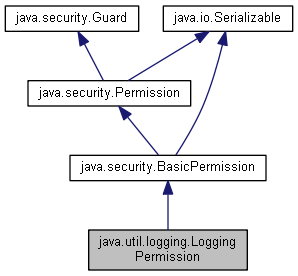 java.security.Guard
java.io.Serializable
java.security.Permission
java.security.BasicPermission
java.util.logging.Logging
Permission